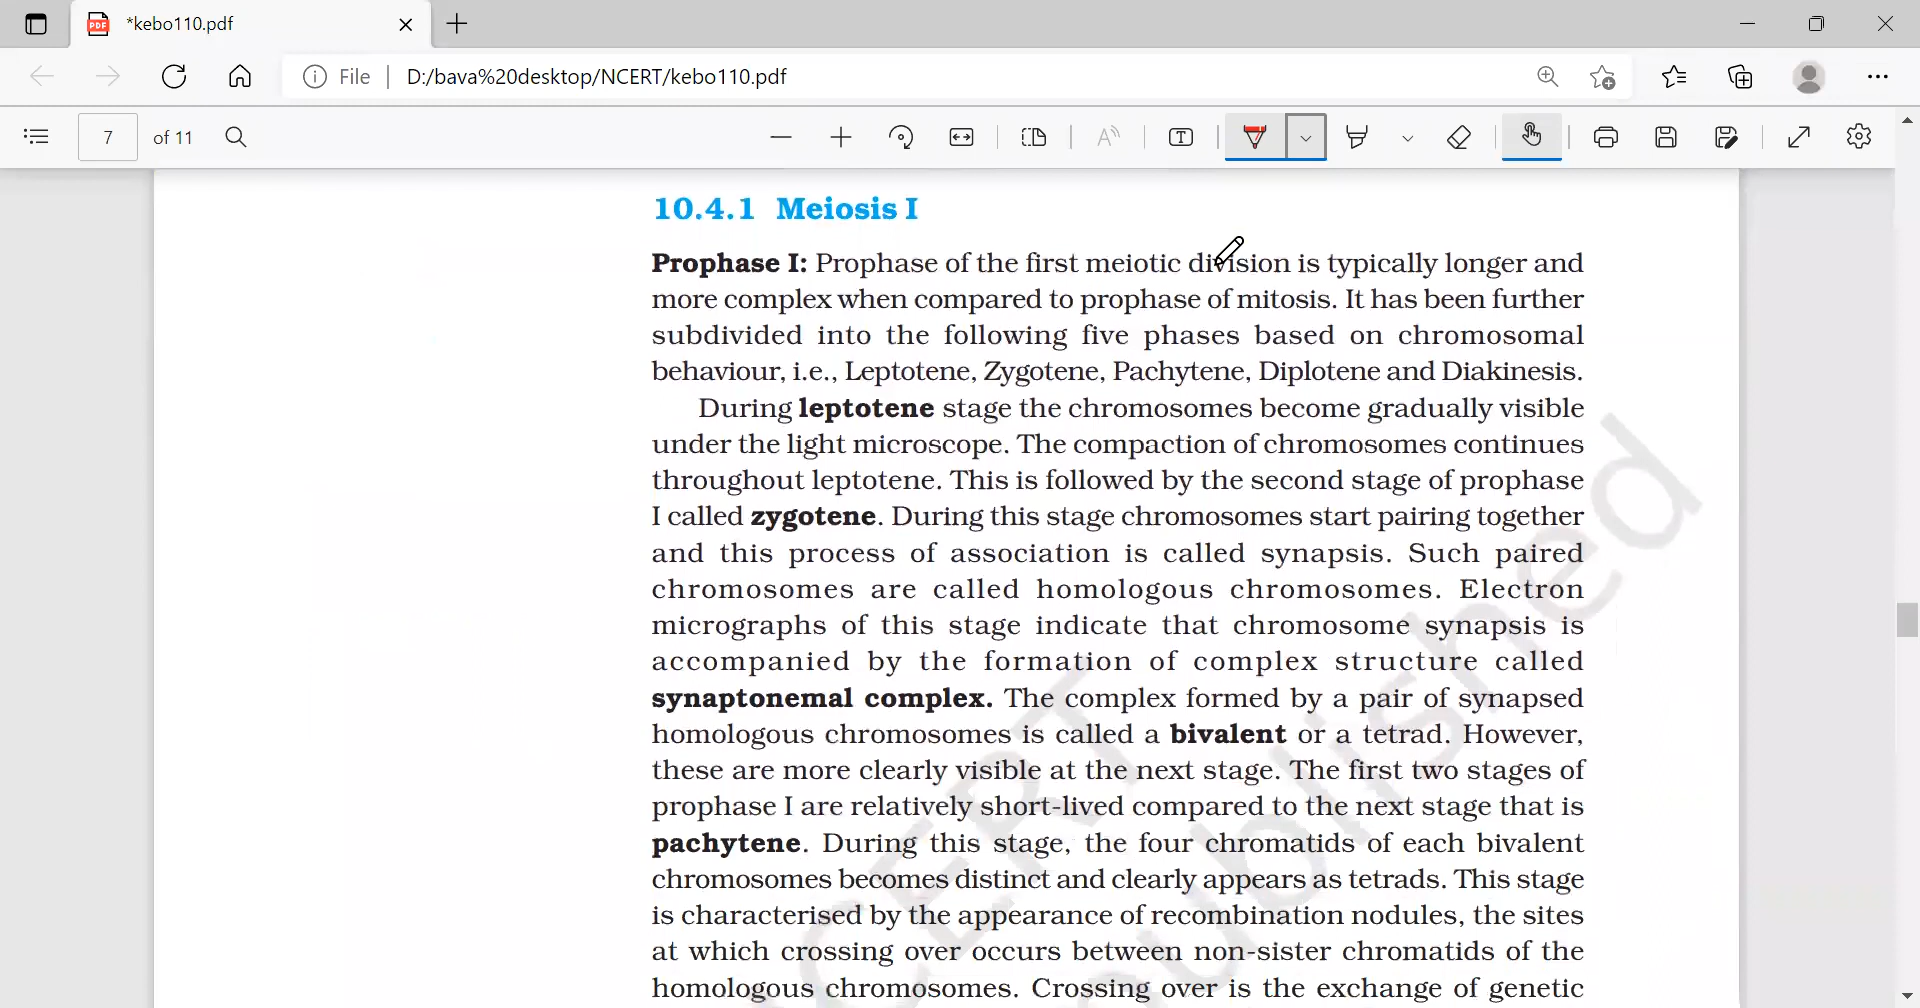 *kebo110.pdf
File
D:/bava%20desktop/NCERT/kebo110.pdf
7 of 11
10.4.1 Meiosis I
Prophase I: Prophase of the first meiotic division is typically longer and
more complex when compared to prophase of mitosis. It has been further
subdivided into the following five phases based on chromosomal
behaviour, i.e., Leptotene, Zygotene, Pachytene, Diplotene and Diakinesis.
During leptotene stage the chromosomes become gradually visible
under the light microscope. The compaction of chromosomes continues
throughout leptotene. This is followed by the second stage of prophase
I called zygotene. During this stage chromosomes start pairing together
and this process of association is called synapsis. Such paired
chromosomes are called homologous chromosomes. Electron
micrographs of this stage indicate that chromosome synapsis is
accompanied by the formation of complex structure called
synaptonemal complex. The complex formed by a pair of synapsed
homologous chromosomes is called a bivalent or a tetrad. However,
these are more clearly visible at the next stage. The first two stages of
prophase I are relatively short-lived compared to the next stage that is
pachytene. During this stage, the four chromatids of each bivalent
chromosomes becomes distinct and clearly appears as tetrads. This stage
is characterised by the appearance of recombination nodules, the sites
at which crossing over occurs between non-sister chromatids of the
homologous chromosomes. Crossing over is the exchange of genetic